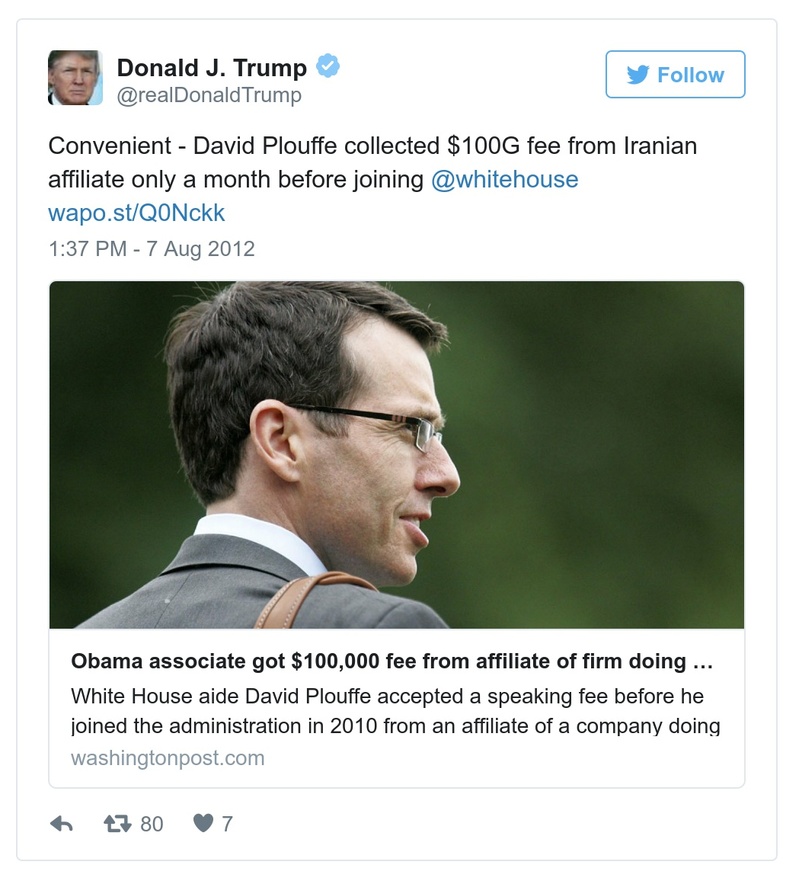 Donald J. Trump
@realDonaldTrump
Follow
Convenient - David Plouffe collected $100G fee from Iranian
affiliate only a month before joining @whitehouse
wapo.st/Q0Nckk
1:37 PM - 7 Aug 2012
Obama associate got $100,000 fee from affiliate of firm doing …
White House aide David Plouffe accepted a speaking fee before he
joined the administration in 2010 from an affiliate of a company doing
washingtonpost.com
80
7